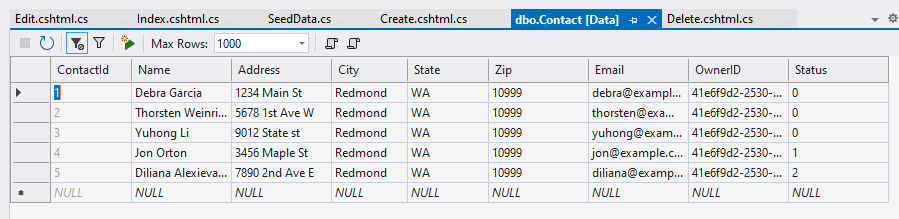 Edit.cshtml.cs Index.cshtml.cs SeedData.cs Create.cshtml.cs dbo.Contact [Data] Delete.cshtml.cs
Max Rows: 1000
ContactId Name Address City State Zip Email OwnerID Status
1 Debra Garcia 1234 Main St Redmond WA 10999 debra@exampl... 41e6f9d2-2530-... 0
2 Thorsten Weinri... 5678 1st Ave W Redmond WA 10999 thorsten@exa... 41e6f9d2-2530-... 0
3 Yuhong Li 9012 State st Redmond WA 10999 yuhong@exam... 41e6f9d2-2530-... 0
4 Jon Orton 3456 Maple St Redmond WA 10999 jon@example.c... 41e6f9d2-2530-... 1
5 Diliana Alexieva... 7890 2nd Ave E Redmond WA 10999 diliana@examp... 41e6f9d2-2530-... 2
NULL NULL NULL NULL NULL NULL NULL NULL NULL